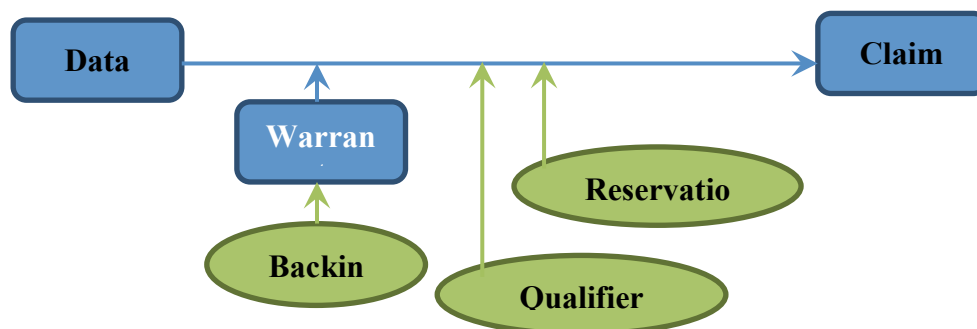 Data
Claim
Warran
Reservatio
Backin
Qualifier